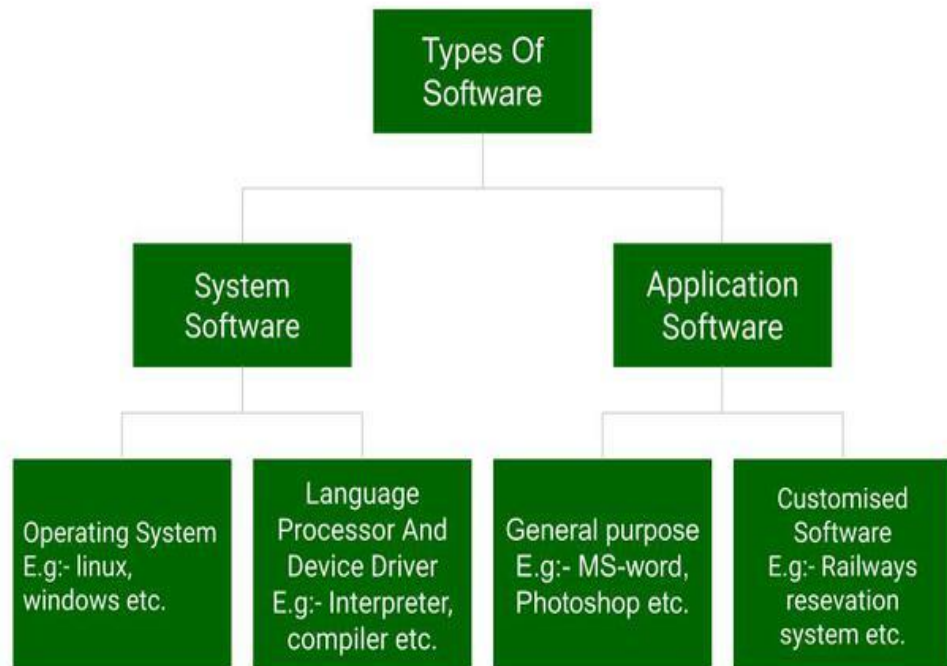 Types Of
Software
System
Software
Application
Software
Operating System
E.g:- linux,
windows etc.
Language
Processor And
Device Driver
E.g:- Interpreter,
compiler etc.
General purpose
E.g:- MS-word,
Photoshop etc.
Customised
Software
E.g:- Railways
resevation
system etc.